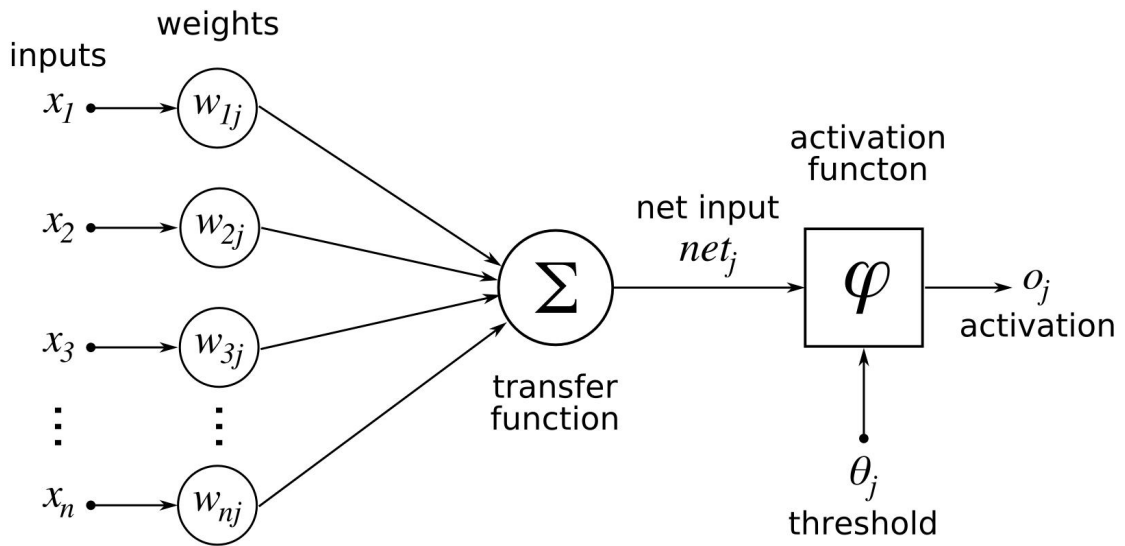 weights
inputs
x1
w1j
activation
functon
x2
w2j
net input
netj
Σ
φ
oj
activation
x3
w3j
transfer
function
⋮
⋮
θj
xn
wnj
threshold